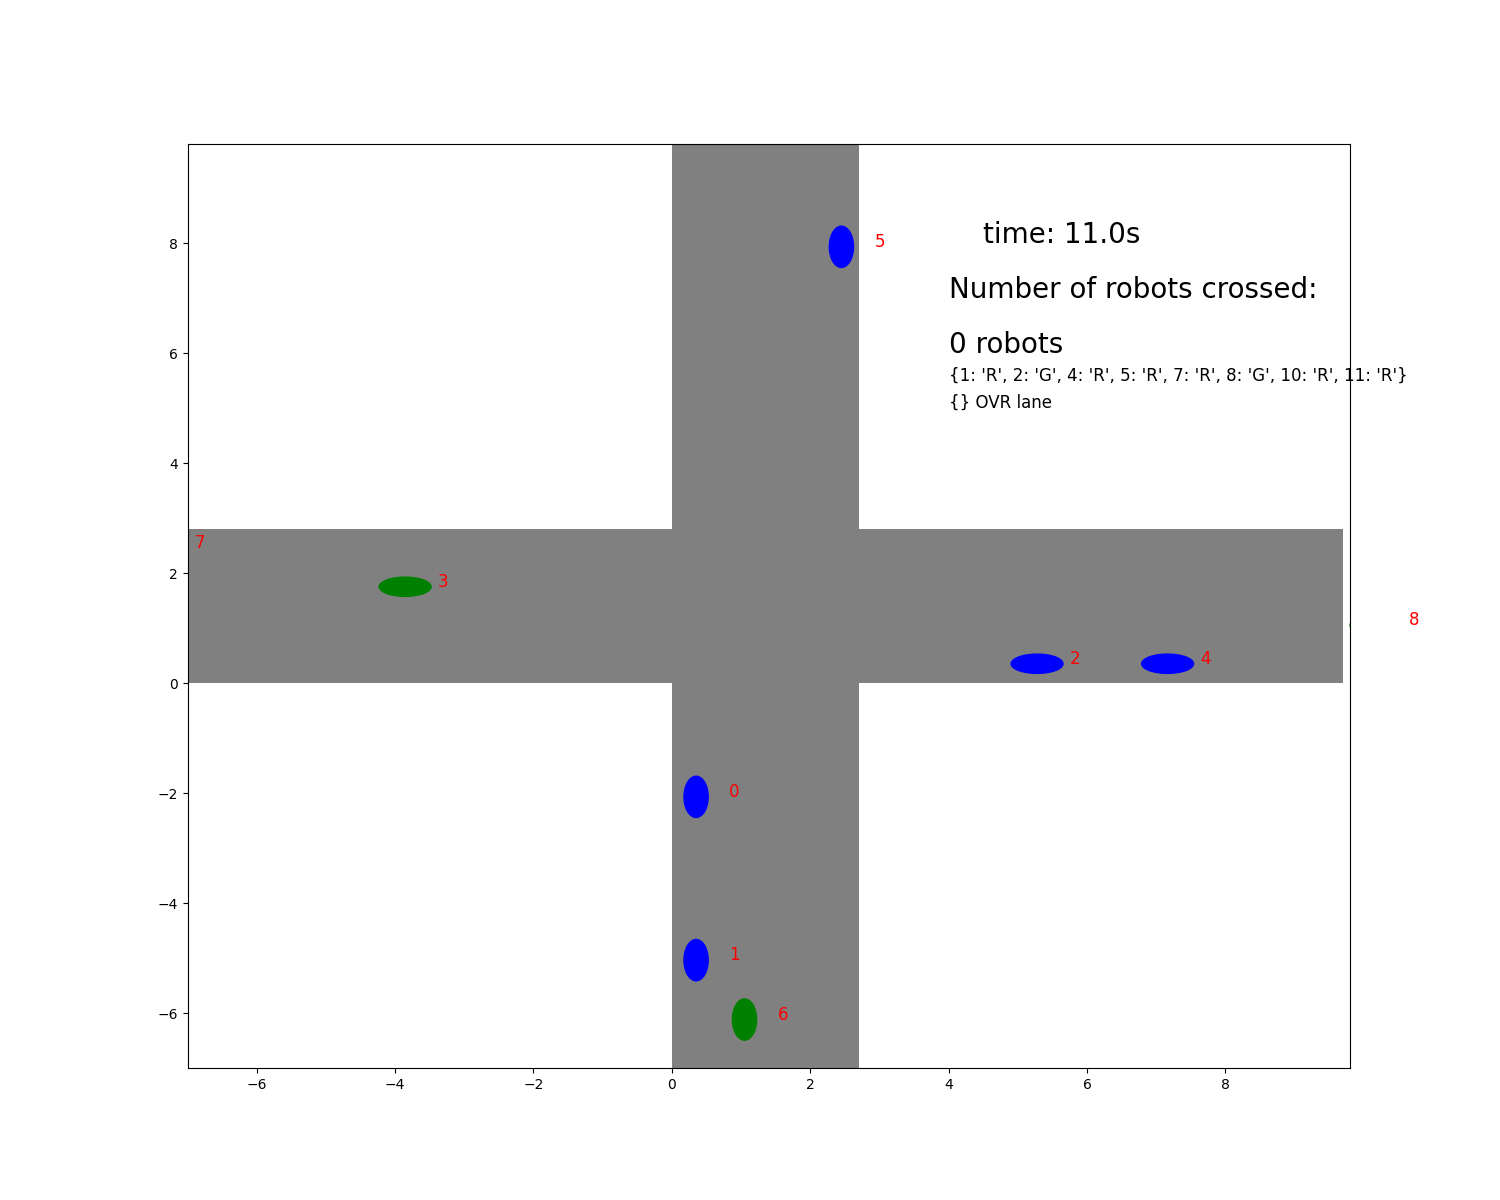 5
time: 11.0s
8
Number of robots crossed:
6
0 robots
{1: 'R', 2: 'G', 4: 'R', 5: 'R', 7: 'R', 8: 'G', 10: 'R', 11: 'R'}
{} OVR lane
4
7
2
3
8
2
4
0
0
−2
1
−4
6
−6
−6 −4 −2 0 2 4 6 8